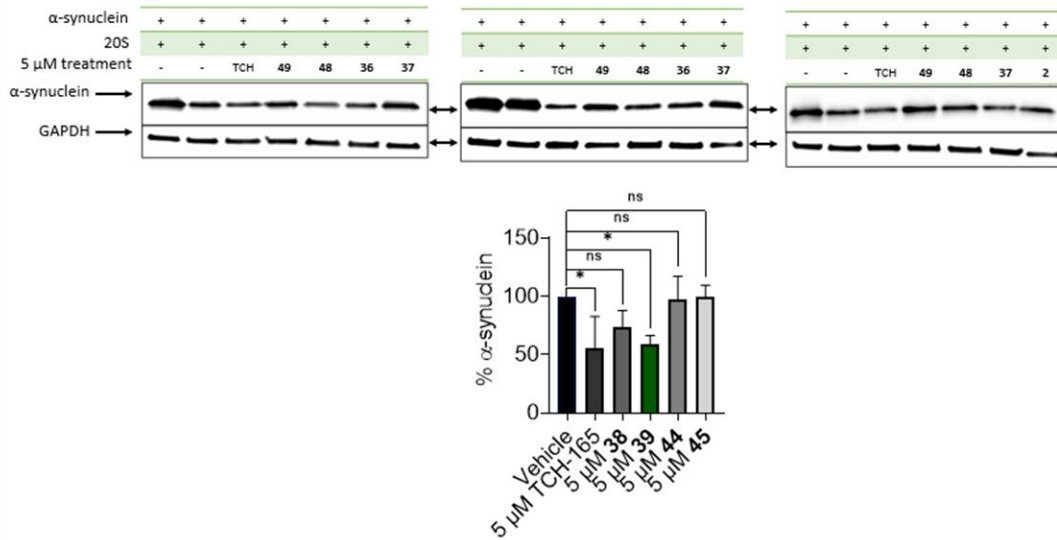 α-synuclein + + + + + + +
20S + + + + + + +
5 µM treatment - - TCH 49 48 36 37
α-synuclein
GAPDH
+ + + + + + +
+ + + + + + +
- - TCH 49 48 36 37
+ + + + + + +
+ + + + + + +
- - TCH 49 48 37 2
ns
ns
*
ns
*
% α-synuclein
150
100
50
0
Vehicle
5 µM TCH-165
5 µM 38
5 µM 39
5 µM 44
5 µM 45